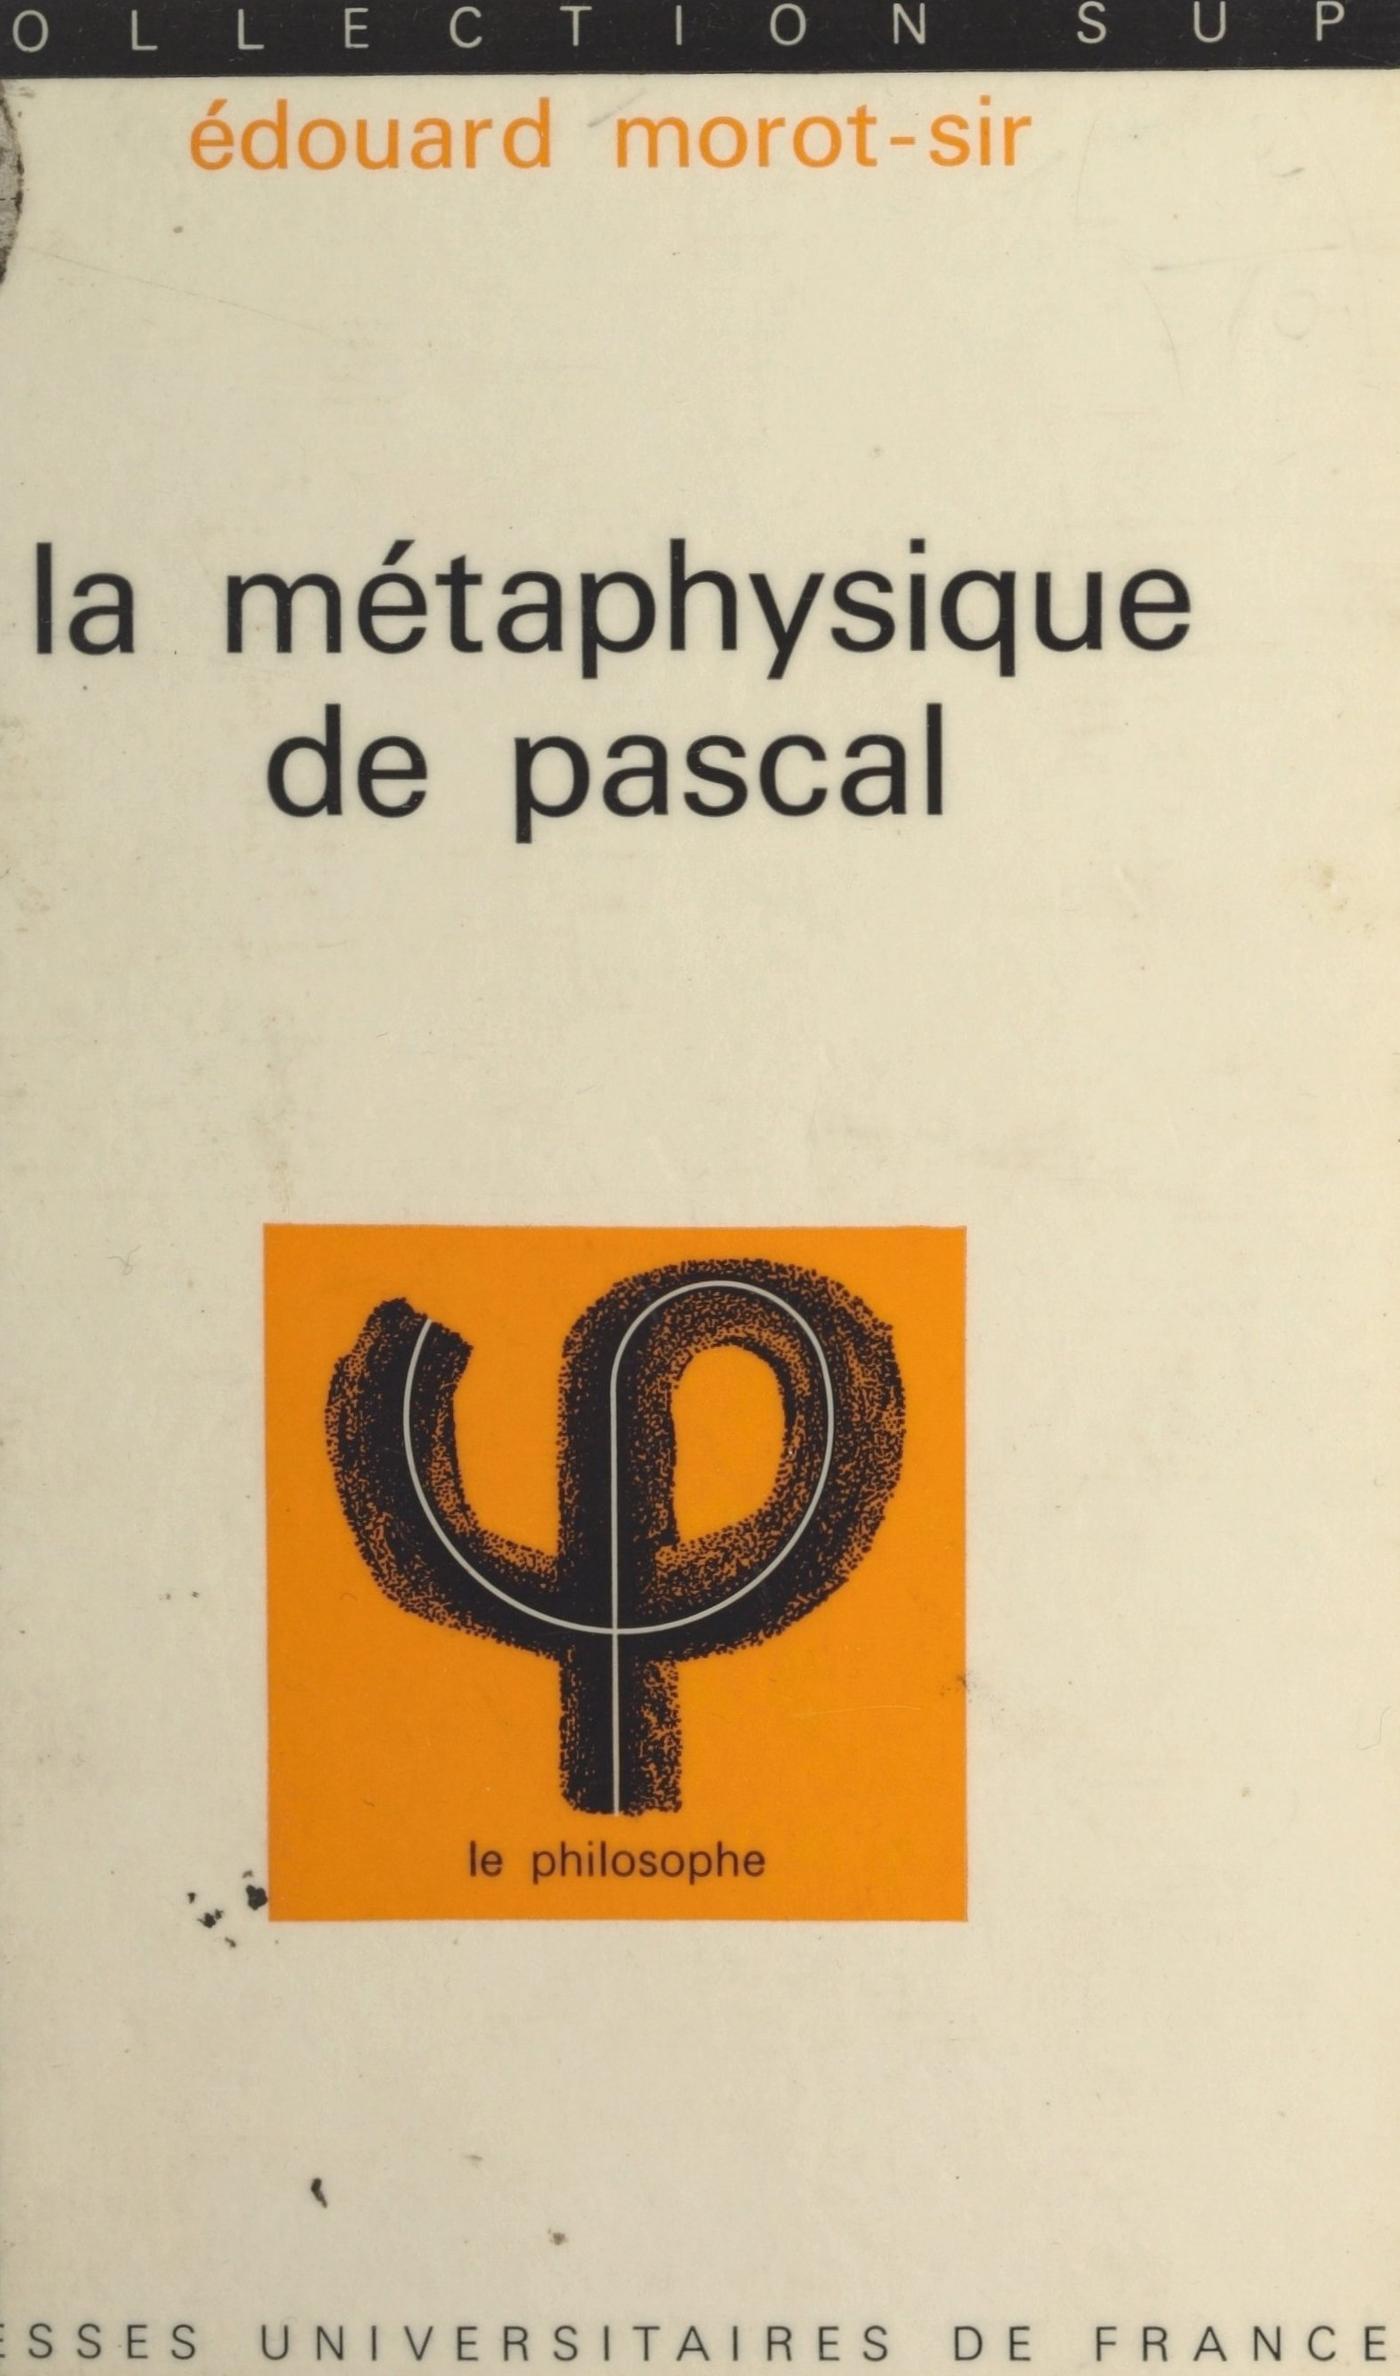 OLLECTION SUP
édouard morot-sir
la métaphysique
de pascal
φ
le philosophe
ESSES UNIVERSITAIRES DE FRANCE